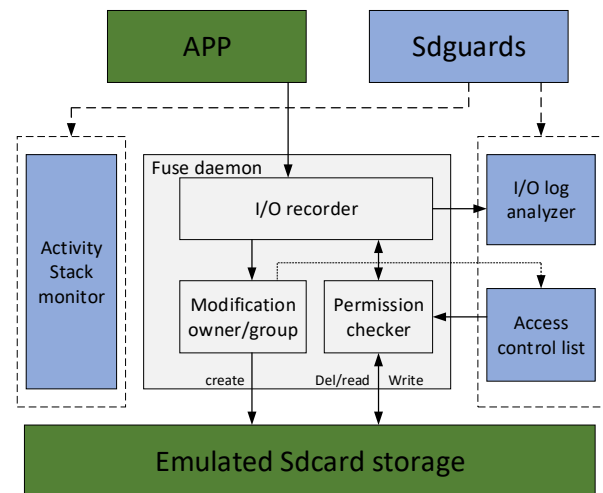 APP
Sdguards
Fuse daemon
I/O recorder
I/O log
analyzer
Activity
Stack
monitor
Modification
owner/group
Permission
checker
Access
control list
create
Del/read
Write
Emulated Sdcard storage